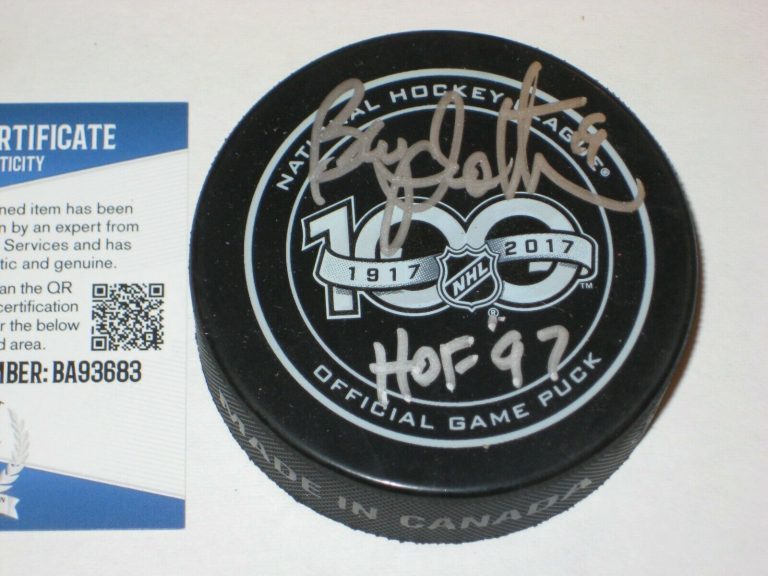 RTIFICATE
TICITY
ned item has been
n by an expert from
Services and has
tic and genuine.
an the QR
certification
r the below
d area.
MBER: BA93683
NATIONAL HOCKEY LEAGUE®
100
1917 2017
NHL
HOF '97
OFFICIAL GAME PUCK
MADE IN CANADA